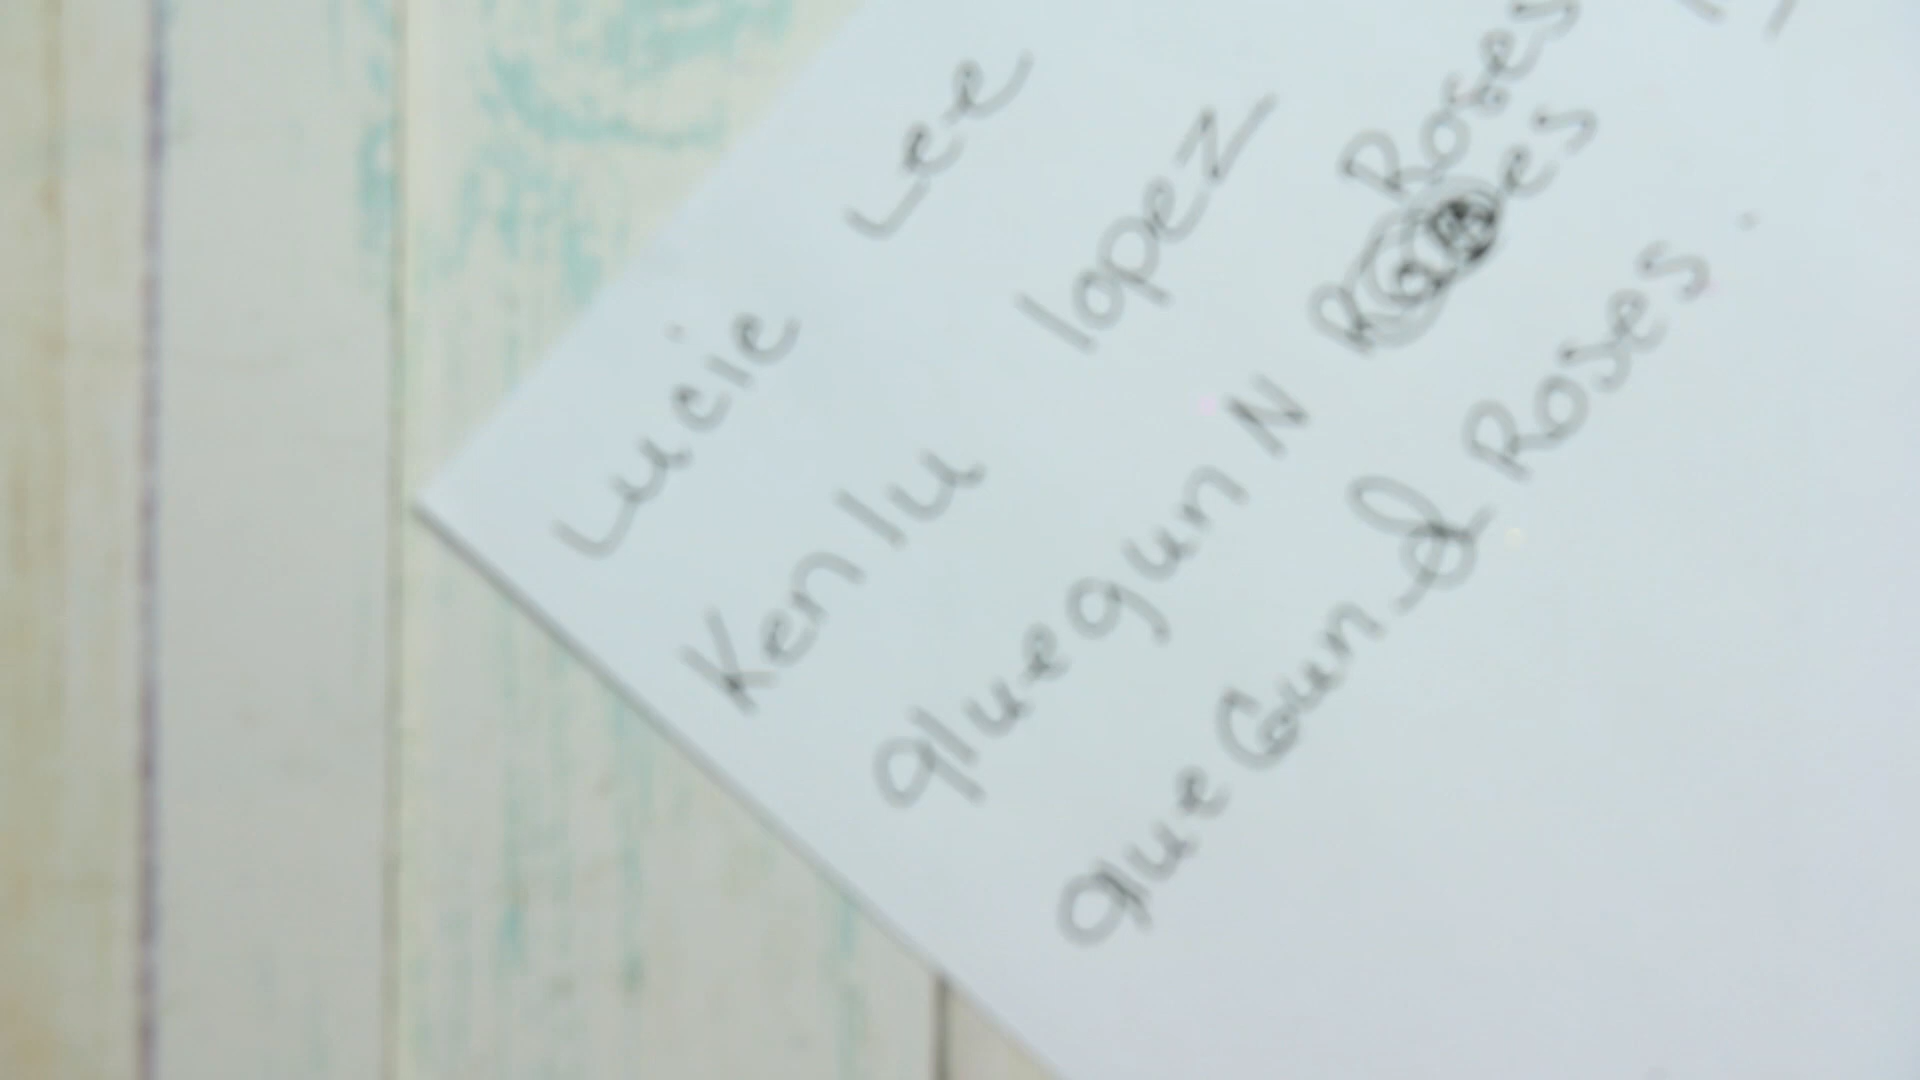 Lucie Lee
Kenlu lopez
Roses
gluegun N
glue Gun & Roses.